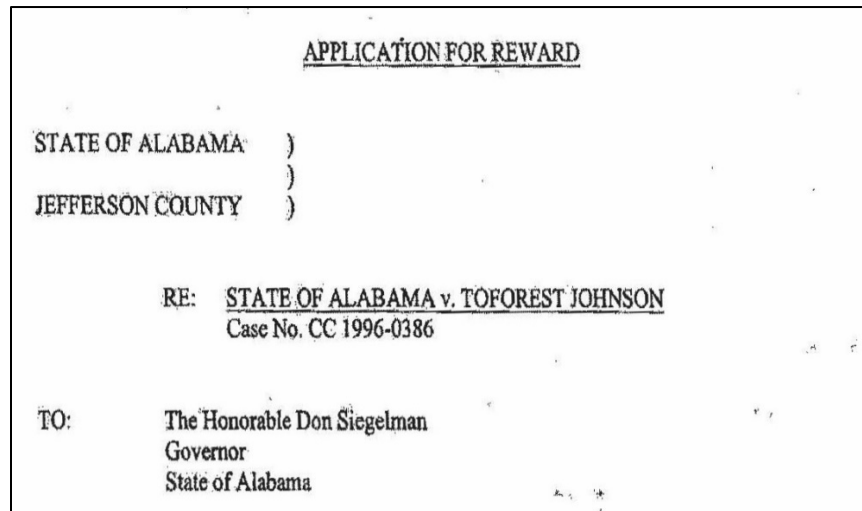 APPLICATION FOR REWARD
STATE OF ALABAMA )
)
JEFFERSON COUNTY )
RE: STATE OF ALABAMA v. TOFOREST JOHNSON
Case No. CC 1996-0386
TO: The Honorable Don Siegelman
Governor
State of Alabama